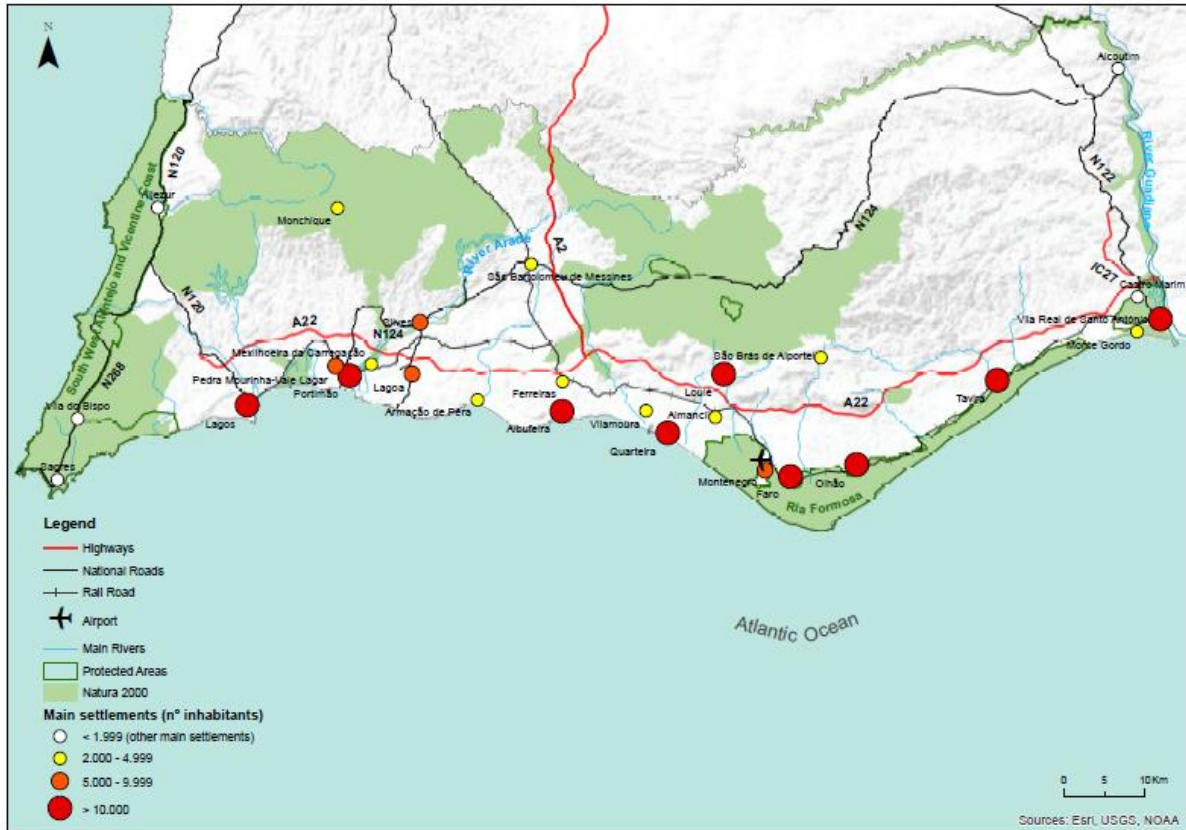 N
Alcoutim
N120
River Guadiana
N122
Aljezur
Monchique
N124
South West Alentejo and Vicentine Coast
River Arade
A2
São Bartolomeu de Messines
IC27
Castro Marim
N120
A22
Silves
N124
Vila Real de Santo António
Mexilhoeira da Carregação
São Brás de Alportel
Monte Gordo
N268
Pedra Mourinha-Vale Lagar
Lagoa
Portimão
Ferreiras
Loulé
A22
Tavira
Vila do Bispo
Lagos
Armação de Pêra
Albufeira
Vilamoura
Almancil
Quarteira
Sagres
Montenegro
Faro
Olhão
Ria Formosa
Legend
Highways
National Roads
Rail Road
Airport
Main Rivers
Protected Areas
Natura 2000
Main settlements (nº inhabitants)
< 1.999 (other main settlements)
2.000 - 4.999
5.000 - 9.999
> 10.000
Atlantic Ocean
0 5 10Km
Sources: Esri, USGS, NOAA